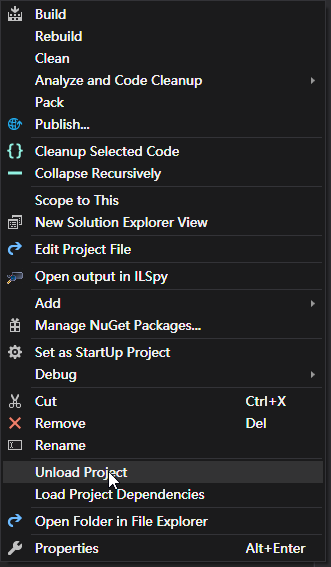 Build
Rebuild
Clean
Analyze and Code Cleanup
Pack
Publish...
Cleanup Selected Code
Collapse Recursively
Scope to This
New Solution Explorer View
Edit Project File
Open output in ILSpy
Add
Manage NuGet Packages...
Set as StartUp Project
Debug
Cut Ctrl+X
Remove Del
Rename
Unload Project
Load Project Dependencies
Open Folder in File Explorer
Properties Alt+Enter